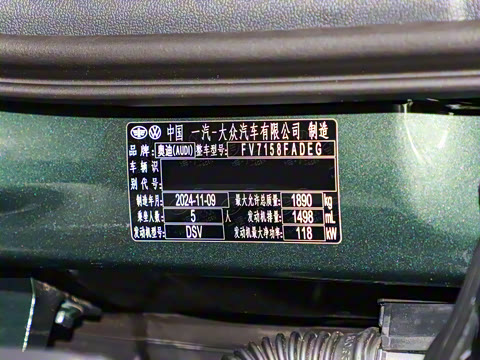 中国 一汽-大众汽车有限公司 制造
品牌: 奥迪(AUDI) 整车型号: FV7158FADEG
车辆识
别代号:
制造年月: 2024-11-09 最大允许总质量: 1890 kg
乘坐人数: 5 人 发动机排量: 1498 mL
发动机型号: DSV 发动机最大净功率: 118 kW